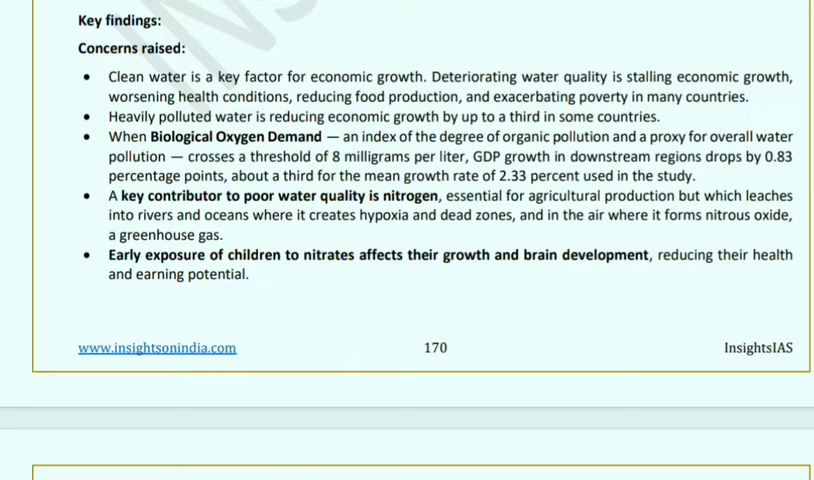 Key findings:
Concerns raised:
• Clean water is a key factor for economic growth. Deteriorating water quality is stalling economic growth,
worsening health conditions, reducing food production, and exacerbating poverty in many countries.
• Heavily polluted water is reducing economic growth by up to a third in some countries.
• When Biological Oxygen Demand — an index of the degree of organic pollution and a proxy for overall water
pollution — crosses a threshold of 8 milligrams per liter, GDP growth in downstream regions drops by 0.83
percentage points, about a third for the mean growth rate of 2.33 percent used in the study.
• A key contributor to poor water quality is nitrogen, essential for agricultural production but which leaches
into rivers and oceans where it creates hypoxia and dead zones, and in the air where it forms nitrous oxide,
a greenhouse gas.
• Early exposure of children to nitrates affects their growth and brain development, reducing their health
and earning potential.
www.insightsonindia.com 170 InsightsIAS